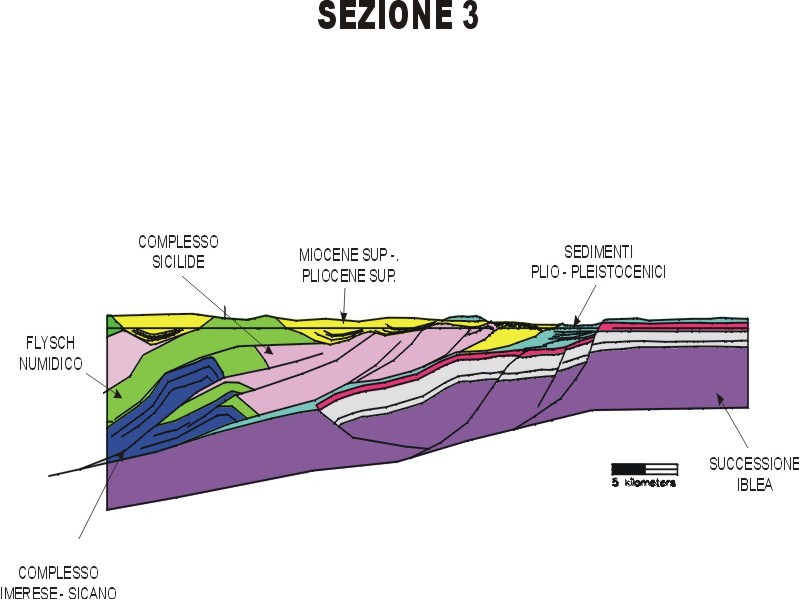 SEZIONE 3
COMPLESSO
SICILIDE
MIOCENE SUP -.
PLIOCENE SUP.
SEDIMENTI
PLIO - PLEISTOCENICI
FLYSCH
NUMIDICO
SUCCESSIONE
IBLEA
5 kilometers
COMPLESSO
IMERESE - SICANO